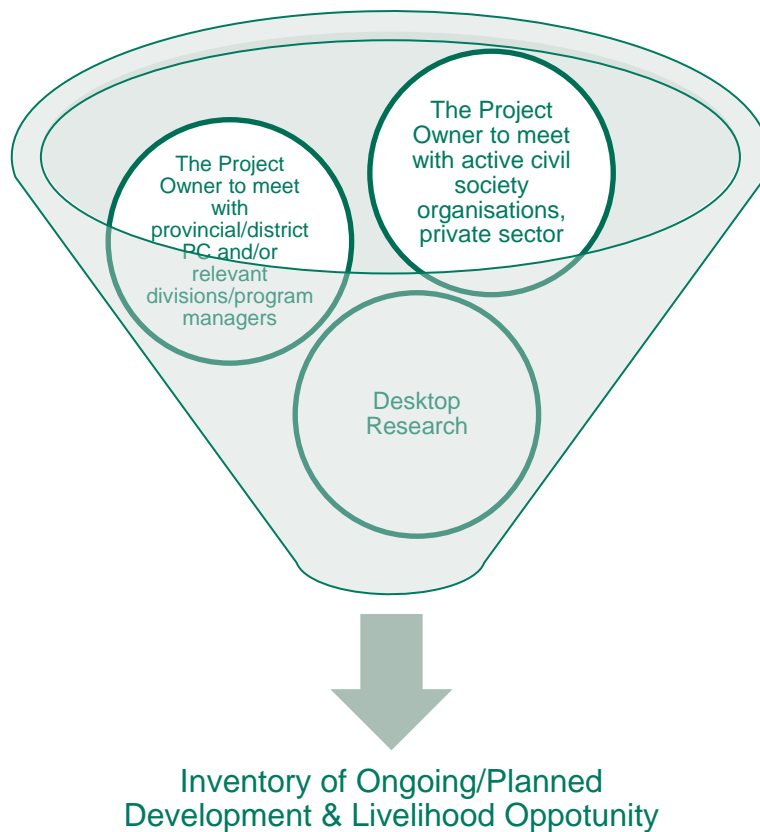 The Project
Owner to meet
with
provincial/district
PC and/or
relevant
divisions/program
managers
The Project
Owner to meet
with active civil
society
organisations,
private sector
Desktop
Research
Inventory of Ongoing/Planned
Development & Livelihood Oppotunity